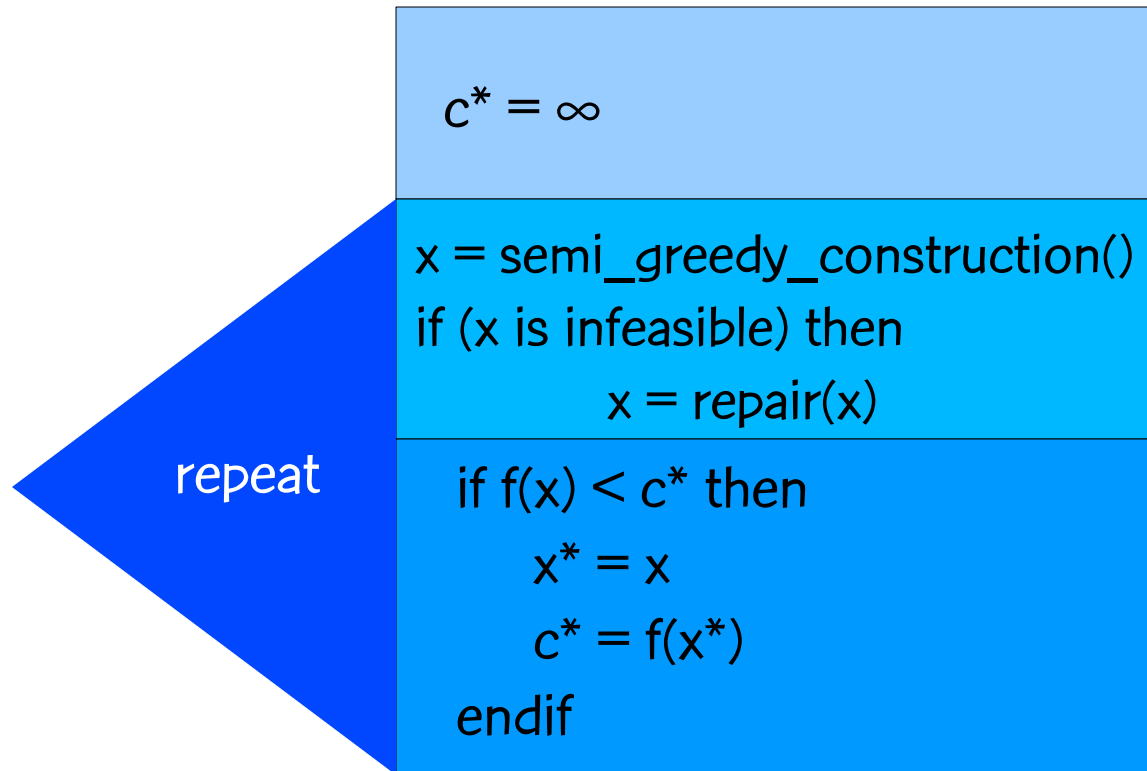 c* = ∞
x = semi_greedy_construction()
if (x is infeasible) then
x = repair(x)
repeat
if f(x) < c* then
x* = x
c* = f(x*)
endif